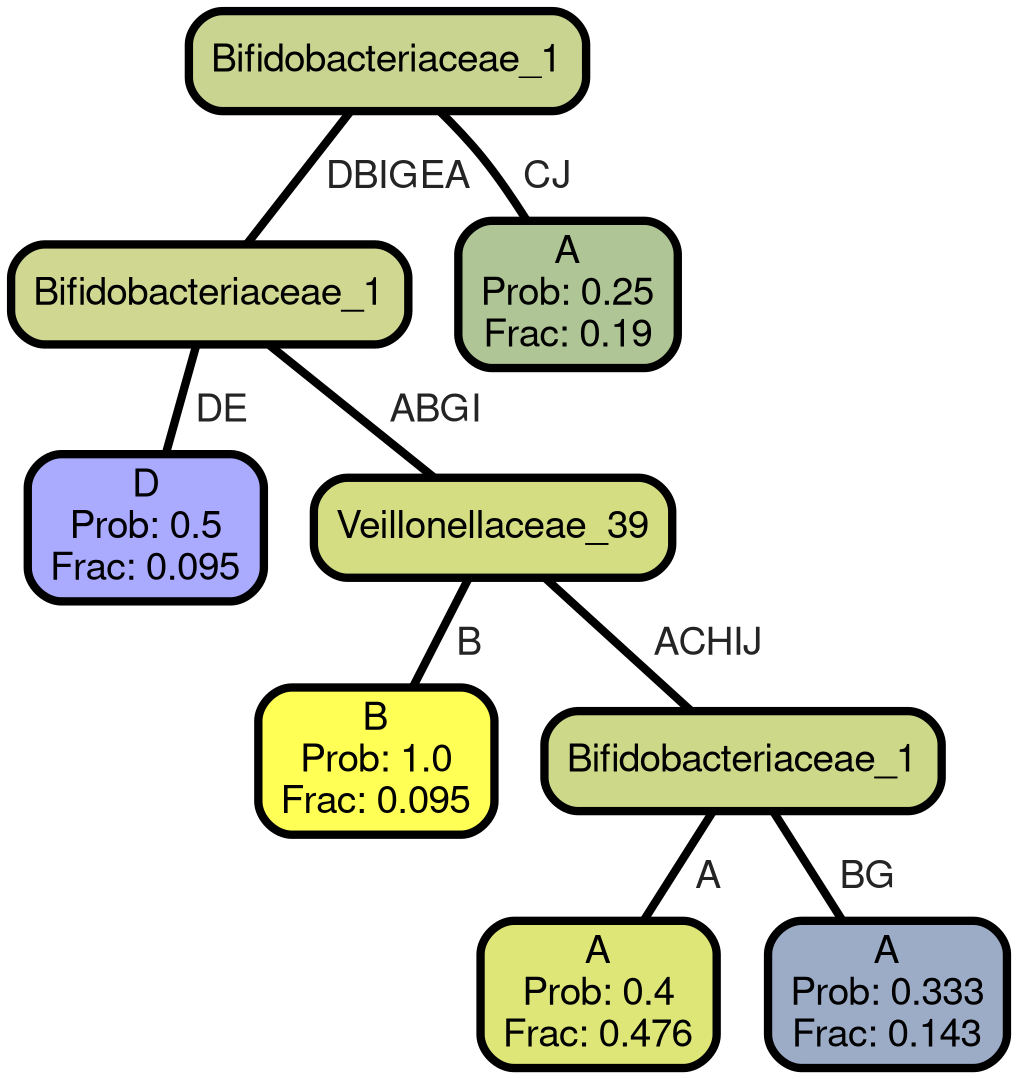 Bifidobacteriaceae_1
DBIGEA
CJ
Bifidobacteriaceae_1
A
Prob: 0.25
Frac: 0.19
DE
ABGI
D
Prob: 0.5
Frac: 0.095
Veillonellaceae_39
B
ACHIJ
B
Prob: 1.0
Frac: 0.095
Bifidobacteriaceae_1
A
BG
A
Prob: 0.4
Frac: 0.476
A
Prob: 0.333
Frac: 0.143